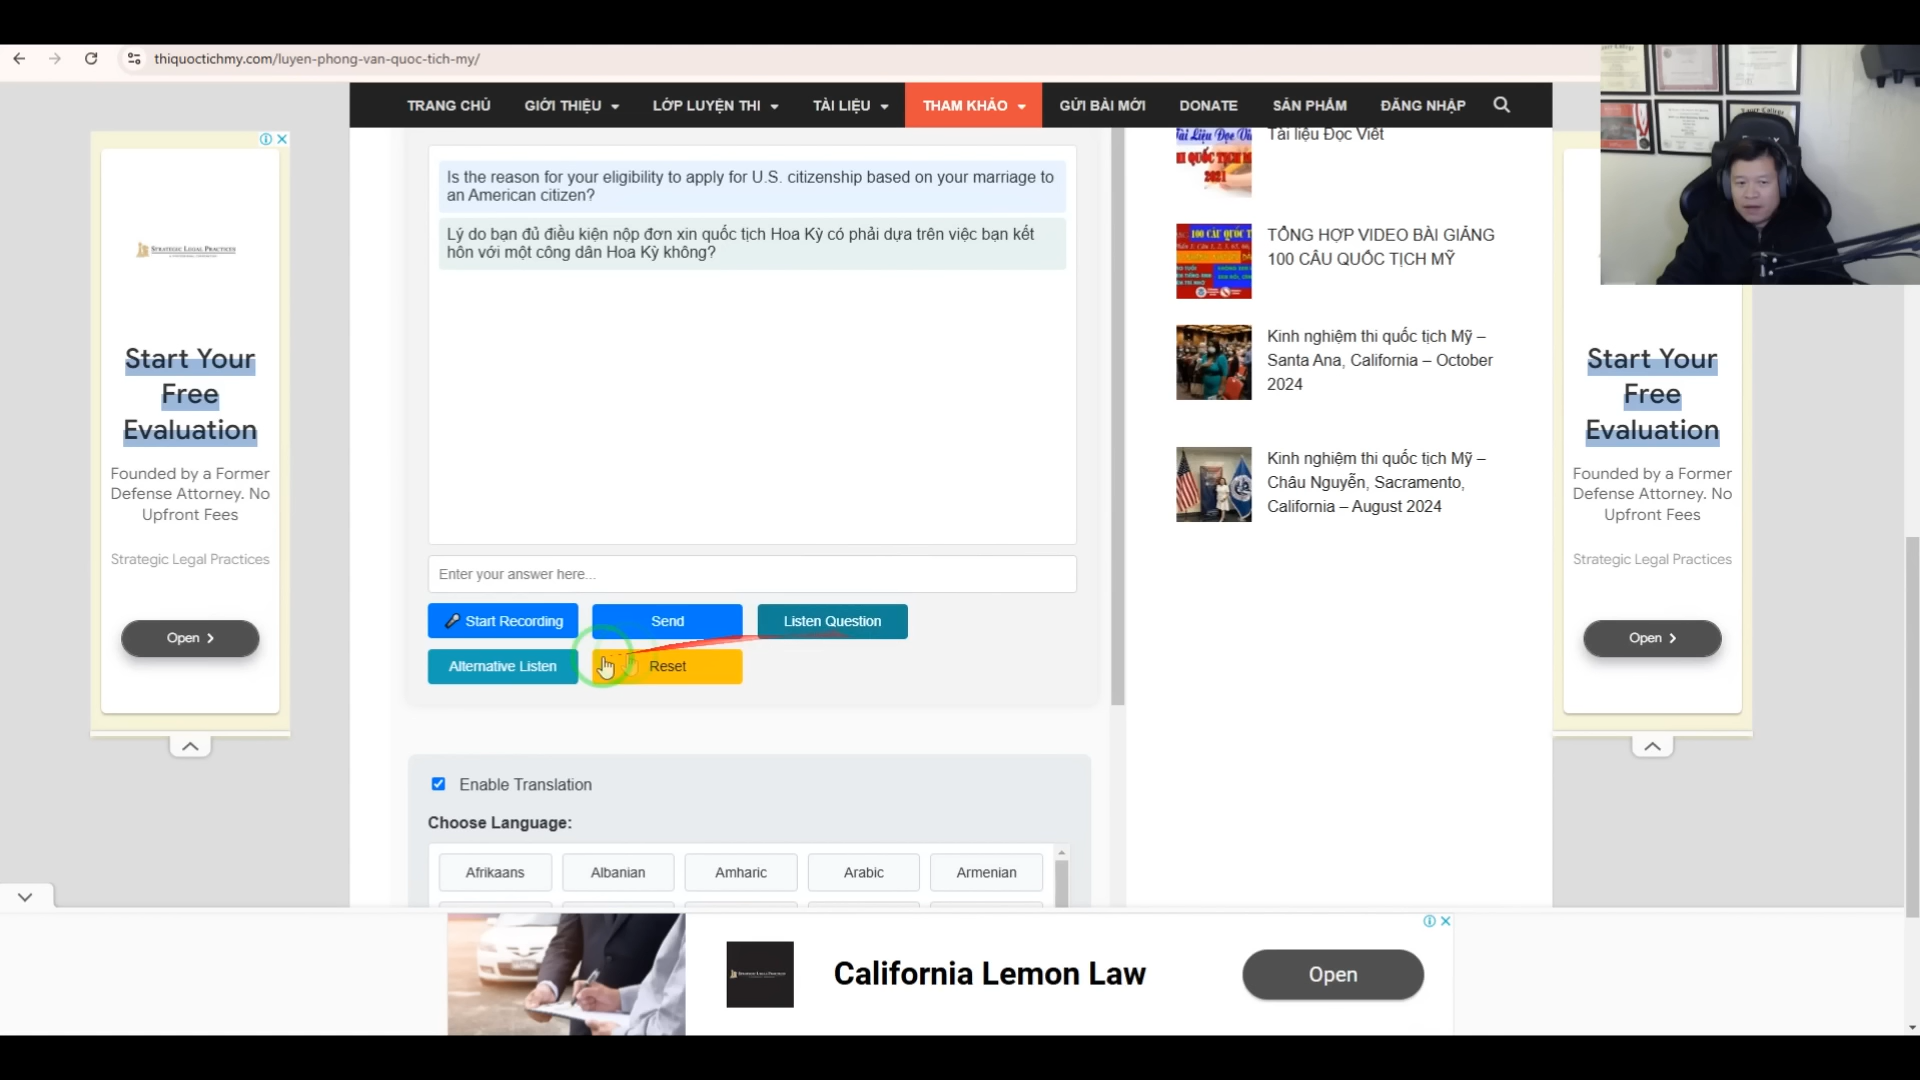 thiquoctichmy.com/luyen-phong-van-quoc-tich-my/
TRANG CHỦ
GIỚI THIỆU
LỚP LUYỆN THI
TÀI LIỆU
THAM KHẢO
GỬI BÀI MỚI
DONATE
SẢN PHẨM
ĐĂNG NHẬP
STRATEGIC LEGAL PRACTICES
Start Your
Free
Evaluation
Founded by a Former
Defense Attorney. No
Upfront Fees
Strategic Legal Practices
Open
Is the reason for your eligibility to apply for U.S. citizenship based on your marriage to
an American citizen?
Lý do bạn đủ điều kiện nộp đơn xin quốc tịch Hoa Kỳ có phải dựa trên việc bạn kết
hôn với một công dân Hoa Kỳ không?
Enter your answer here...
Start Recording
Send
Listen Question
Alternative Listen
Reset
Enable Translation
Choose Language:
Afrikaans
Albanian
Amharic
Arabic
Armenian
Tài liệu Đọc Viết
2021
TỔNG HỢP VIDEO BÀI GIẢNG
100 CÂU QUỐC TỊCH MỸ
Kinh nghiệm thi quốc tịch Mỹ –
Santa Ana, California – October
2024
Kinh nghiệm thi quốc tịch Mỹ –
Châu Nguyễn, Sacramento,
California – August 2024
Start Your
Free
Evaluation
Founded by a Former
Defense Attorney. No
Upfront Fees
Strategic Legal Practices
Open
California Lemon Law
Open